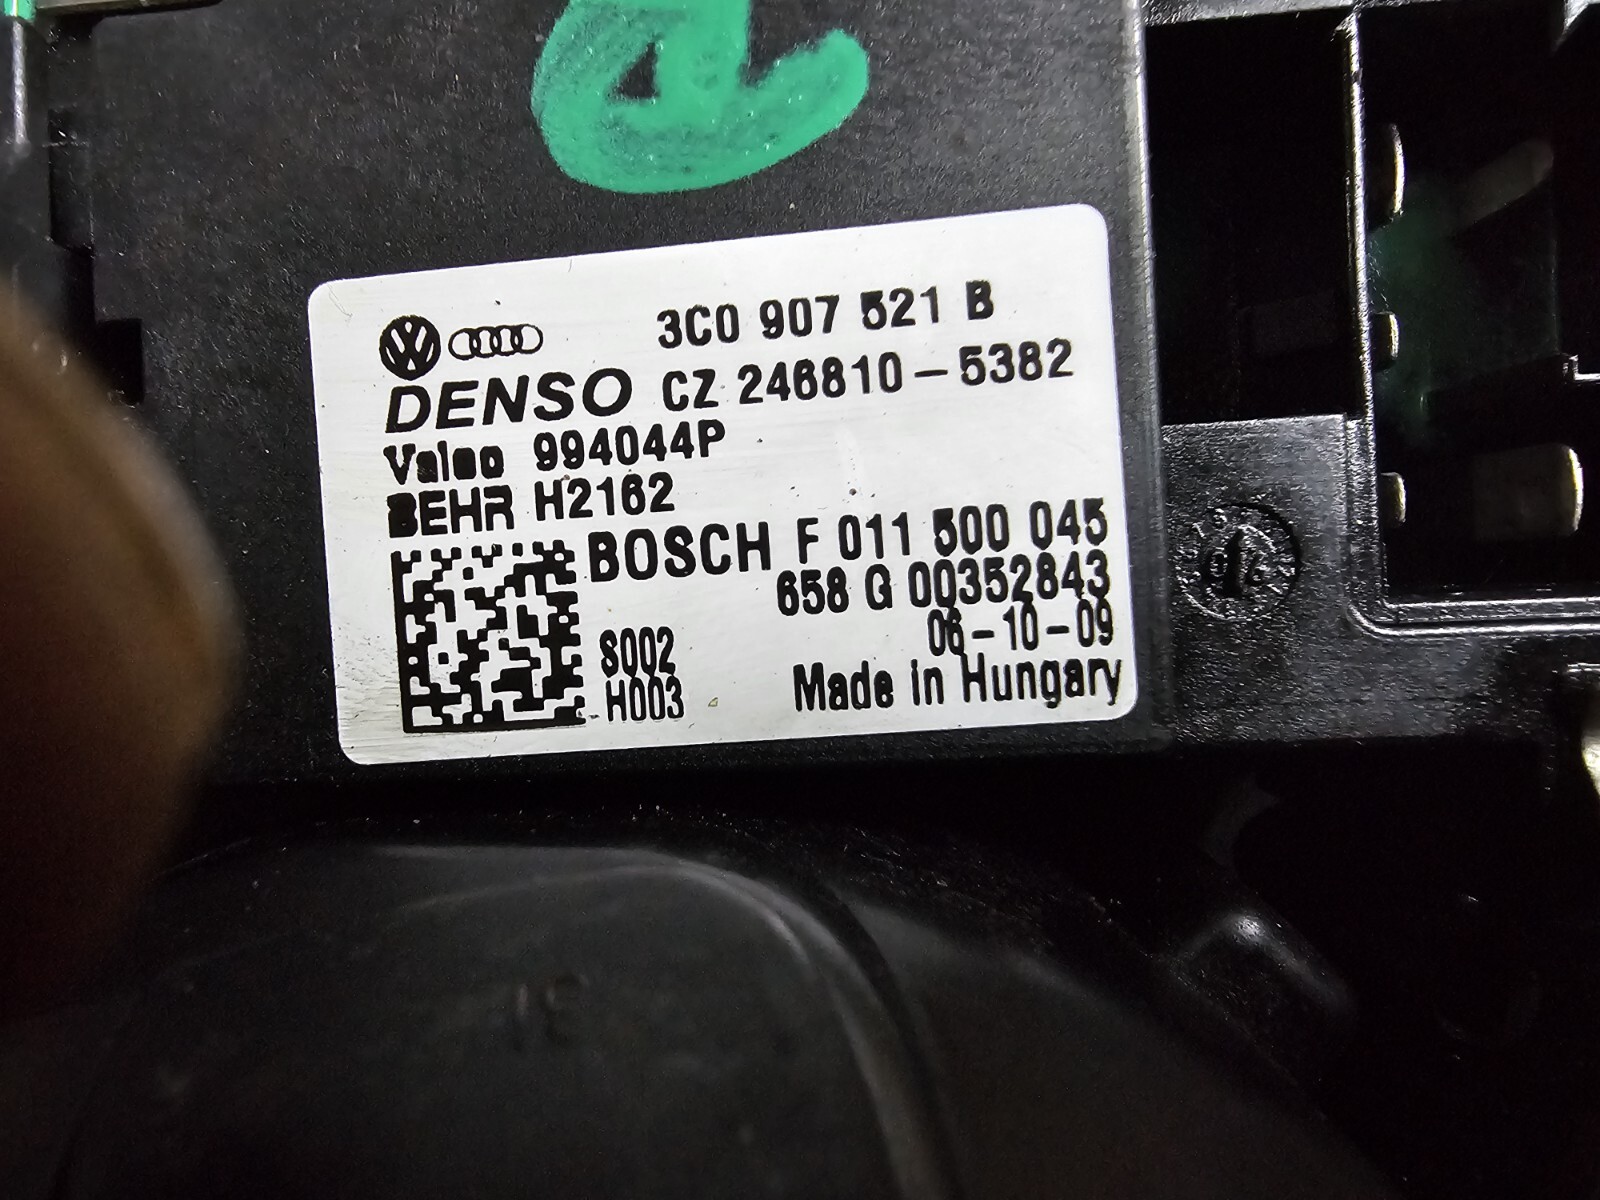 3C0 907 521 B
DENSO CZ 246810-5382
Valeo 994044P
BEHR H2162
BOSCH F 011 500 045
658 G 00352843
06-10-09
S002
H003
Made in Hungary